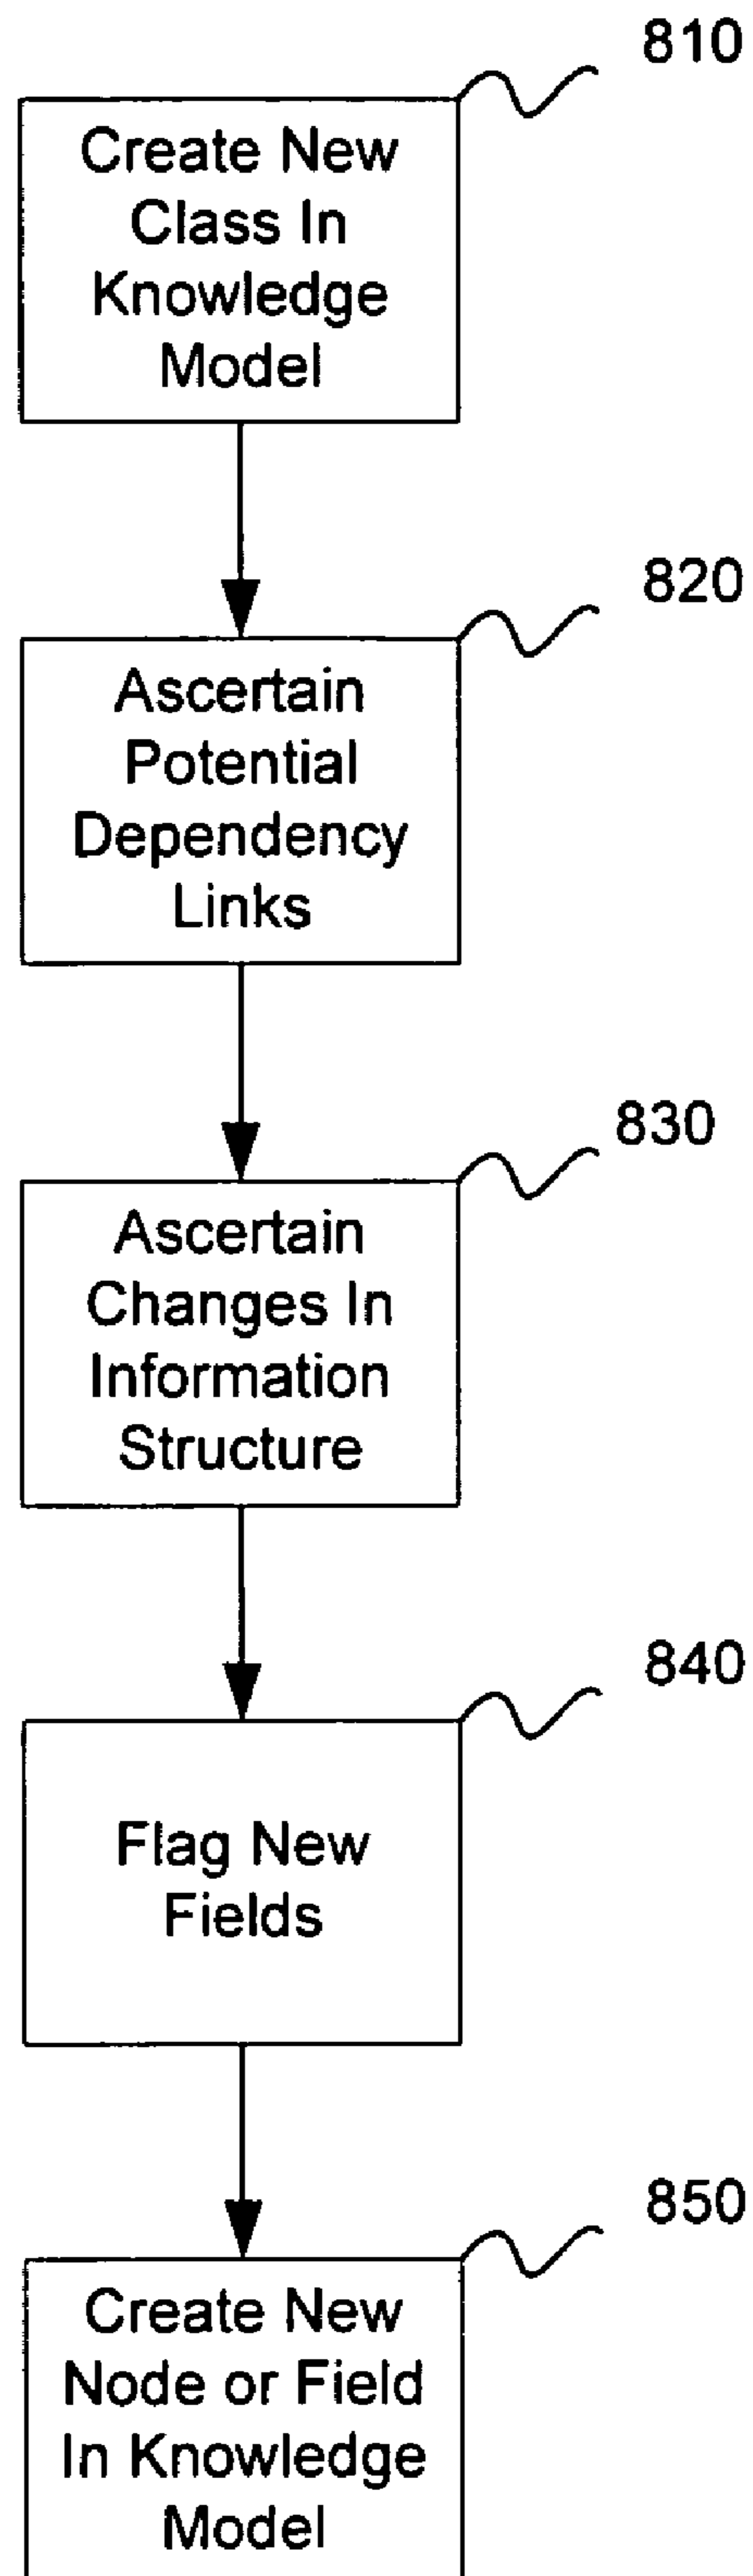 810
Create New
Class In
Knowledge
Model
820
Ascertain
Potential
Dependency
Links
830
Ascertain
Changes In
Information
Structure
840
Flag New
Fields
850
Create New
Node or Field
In Knowledge
Model